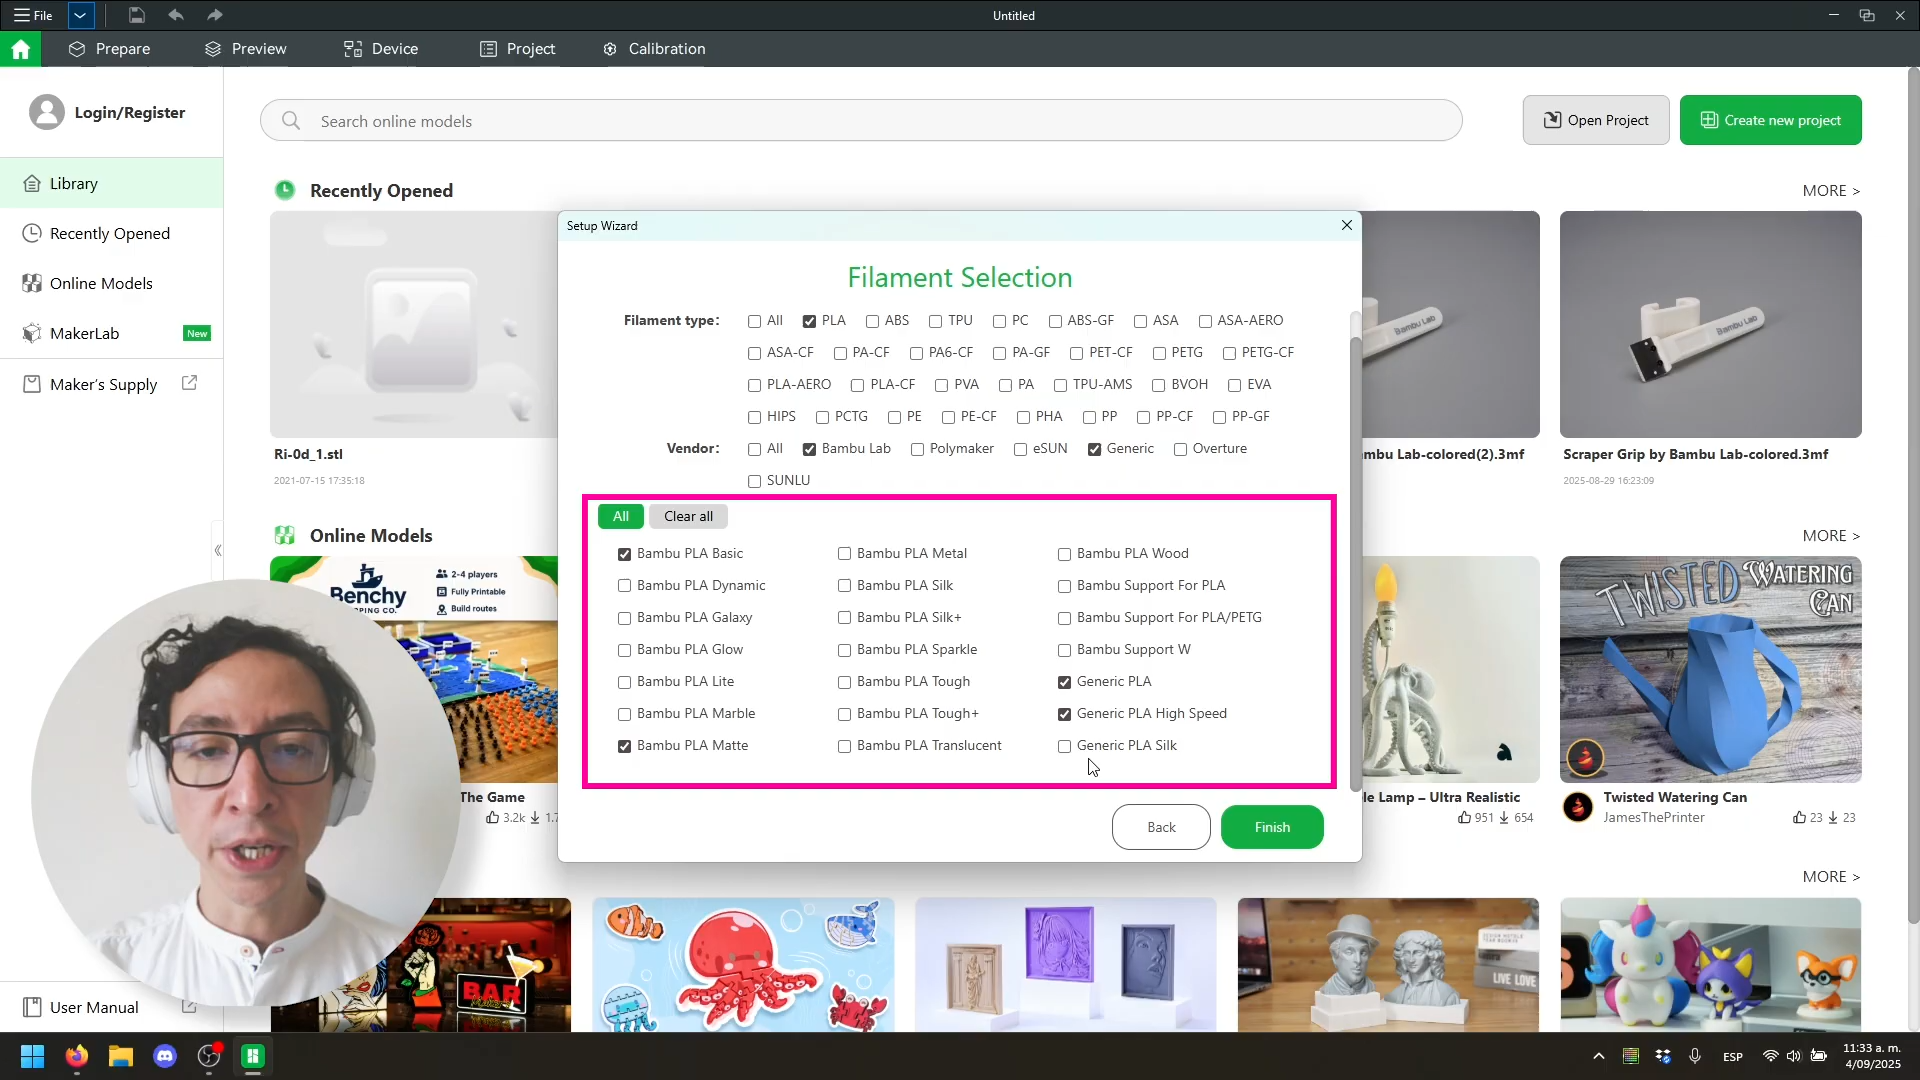 File
Untitled
Prepare
Preview
Device
Project
Calibration
Login/Register
Search online models
Open Project
Create new project
Library
Recently Opened
Online Models
MakerLab
New
Maker's Supply
User Manual
Recently Opened
MORE >
Ri-0d_1.stl
2021-07-15 17:35:18
mbu Lab-colored(2).3mf
Scraper Grip by Bambu Lab-colored.3mf
2025-08-29 16:23:09
Bambu Lab
Bambu Lab
Setup Wizard
Filament Selection
Filament type:
All PLA ABS TPU PC ABS-GF ASA ASA-AERO
ASA-CF PA-CF PA6-CF PA-GF PET-CF PETG PETG-CF
PLA-AERO PLA-CF PVA PA TPU-AMS BVOH EVA
HIPS PCTG PE PE-CF PHA PP PP-CF PP-GF
Vendor:
All Bambu Lab Polymaker eSUN Generic Overture
SUNLU
All Clear all
Bambu PLA Basic Bambu PLA Metal Bambu PLA Wood
Bambu PLA Dynamic Bambu PLA Silk Bambu Support For PLA
Bambu PLA Galaxy Bambu PLA Silk+ Bambu Support For PLA/PETG
Bambu PLA Glow Bambu PLA Sparkle Bambu Support W
Bambu PLA Lite Bambu PLA Tough Generic PLA
Bambu PLA Marble Bambu PLA Tough+ Generic PLA High Speed
Bambu PLA Matte Bambu PLA Translucent Generic PLA Silk
Back Finish
Online Models
MORE >
Benchy
PPING CO.
2-4 players
Fully Printable
Build routes
The Game
3.2k 1.7
TWISTED WATERING
CAN
le Lamp – Ultra Realistic
951 654
Twisted Watering Can
JamesThePrinter
23 23
MORE >
BAR
LIVE LOVE
ESP
11:33 a. m.
4/09/2025